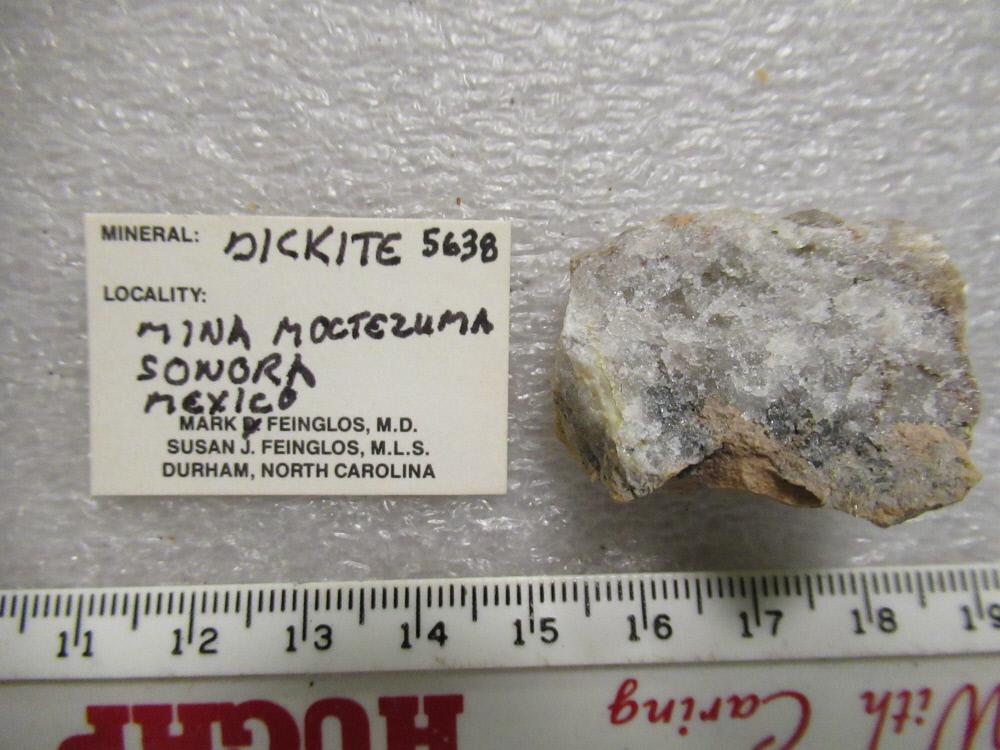 MINERAL: DICKITE 5638
LOCALITY:
MINA MOCTEZUMA
SONORA
MEXICO
MARK FEINGLOS, M.D.
SUSAN J. FEINGLOS, M.L.S.
DURHAM, NORTH CAROLINA
11 12 13 14 15 16 17 18 19
With Caring